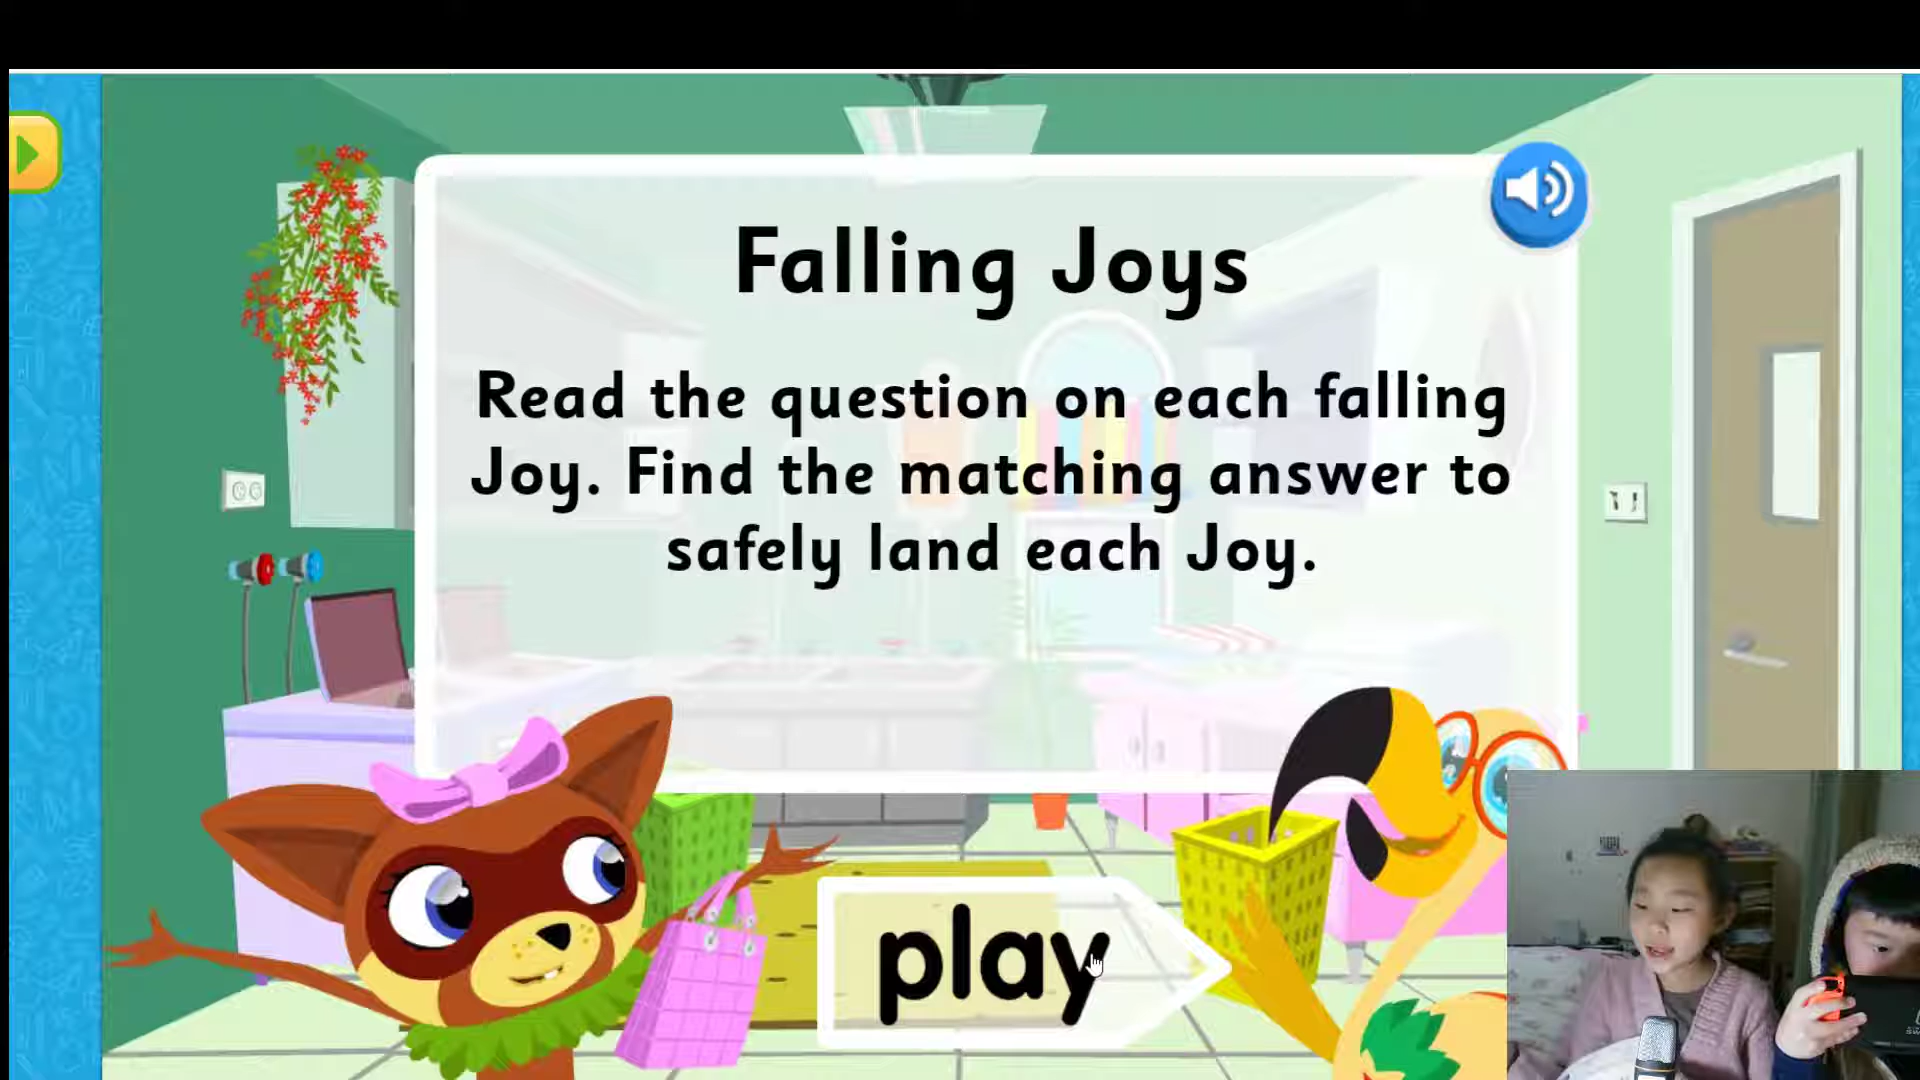 Falling Joys
Read the question on each falling
Joy. Find the matching answer to
safely land each Joy.
play